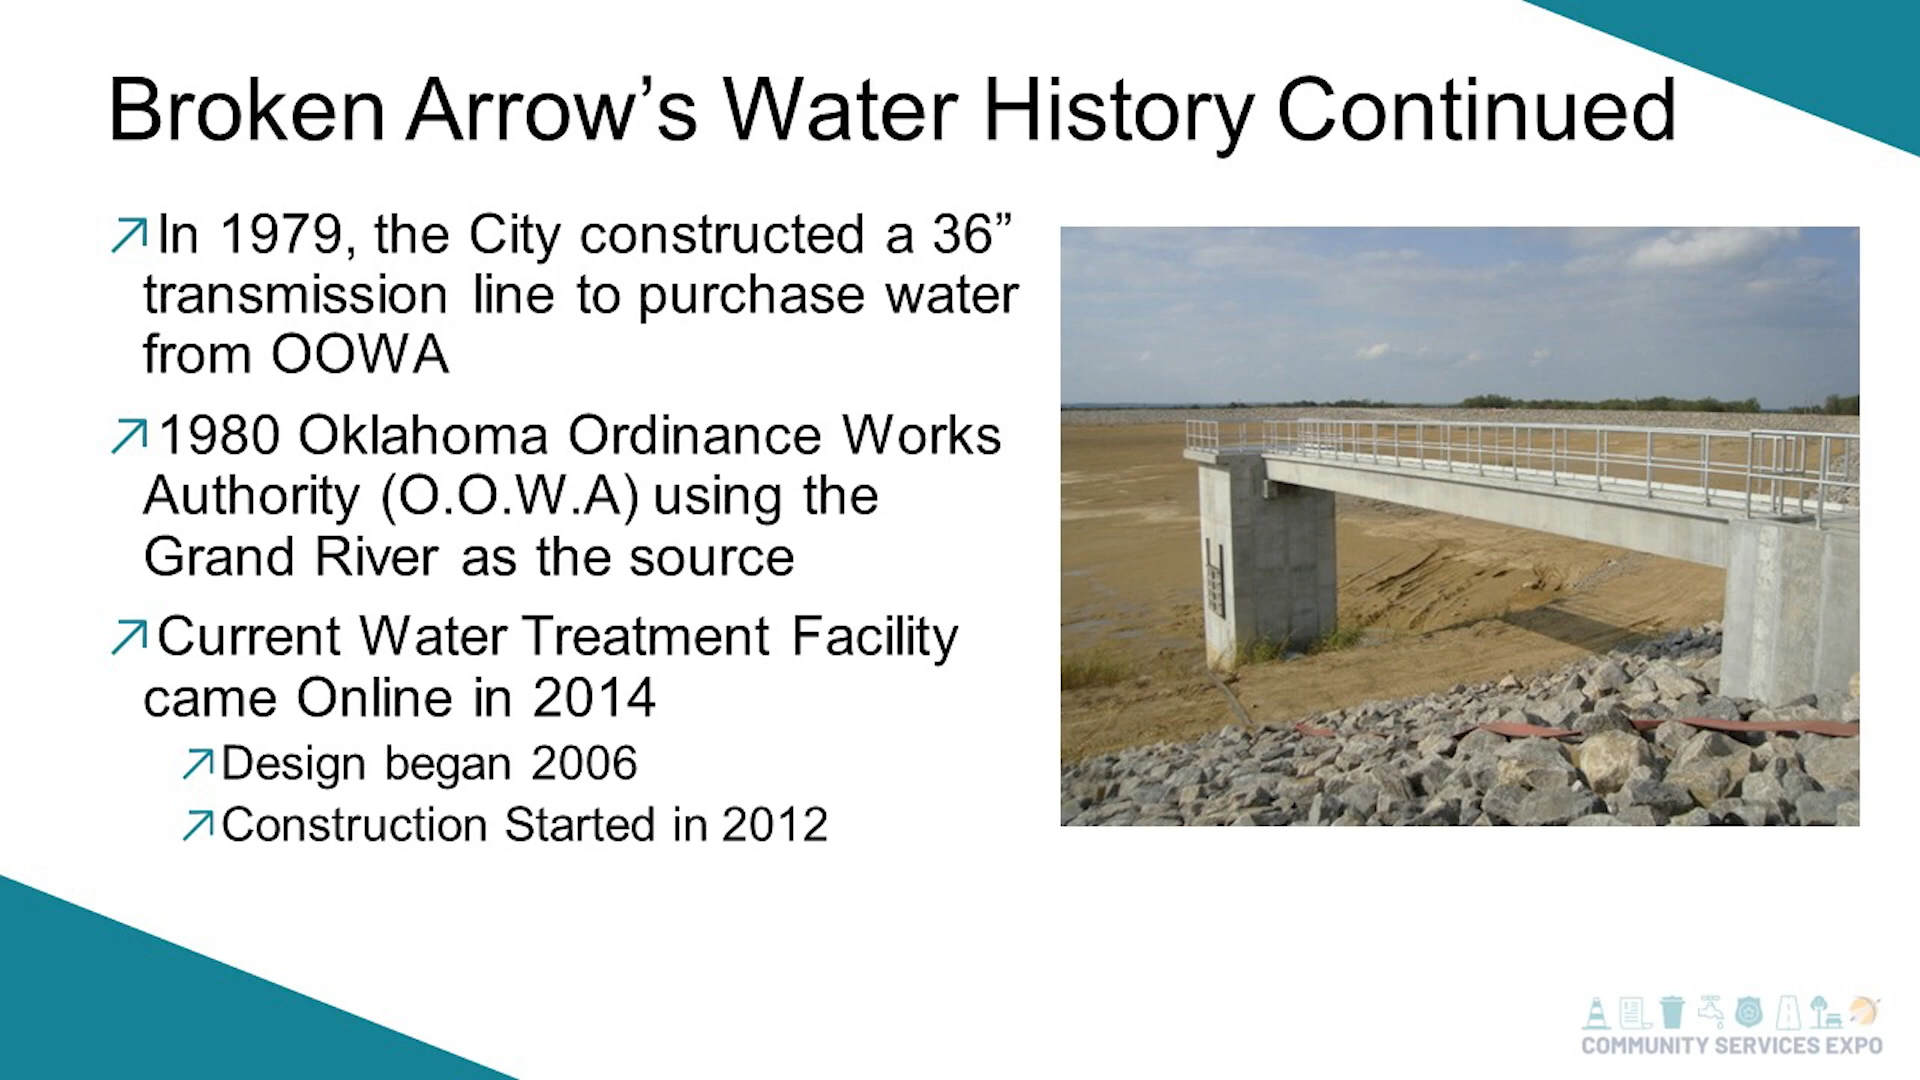 Broken Arrow’s Water History Continued
In 1979, the City constructed a 36”
transmission line to purchase water
from OOWA
1980 Oklahoma Ordinance Works
Authority (O.O.W.A) using the
Grand River as the source
Current Water Treatment Facility
came Online in 2014
Design began 2006
Construction Started in 2012
COMMUNITY SERVICES EXPO